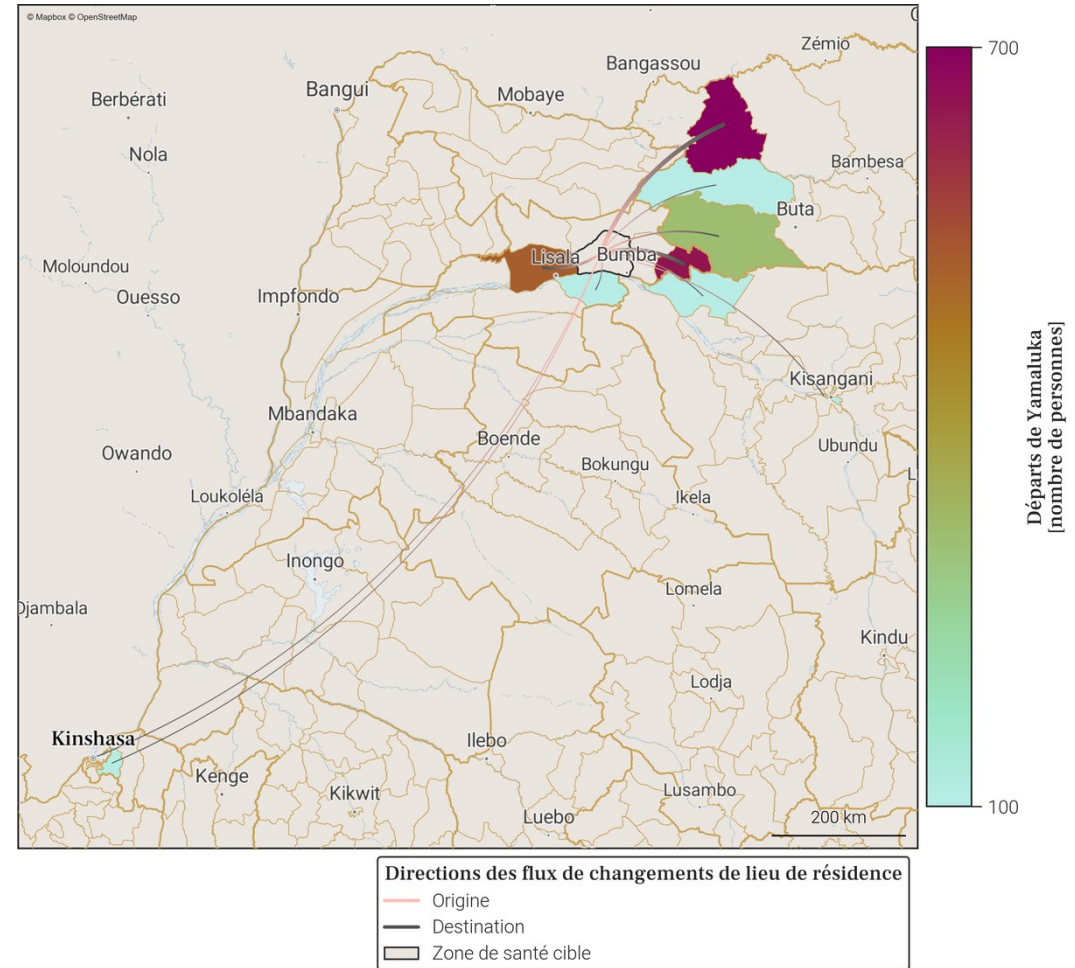 © Mapbox © OpenStreetMap
Zémio
Bangassou
Bangui
Mobaye
Berbérati
Nola
Bambesa
Buta
Lisala
Bumba
Moloundou
Ouesso
Impfondo
Kisangani
Mbandaka
Boende
Ubundu
Owando
Bokungu
Loukoléla
Ikela
Inongo
Lomela
Djambala
Kindu
Lodja
Kinshasa
Ilebo
Kenge
Kikwit
Lusambo
Luebo
200 km
700
100
Départs de Yamaluka
[nombre de personnes]
Directions des flux de changements de lieu de résidence
Origine
Destination
Zone de santé cible